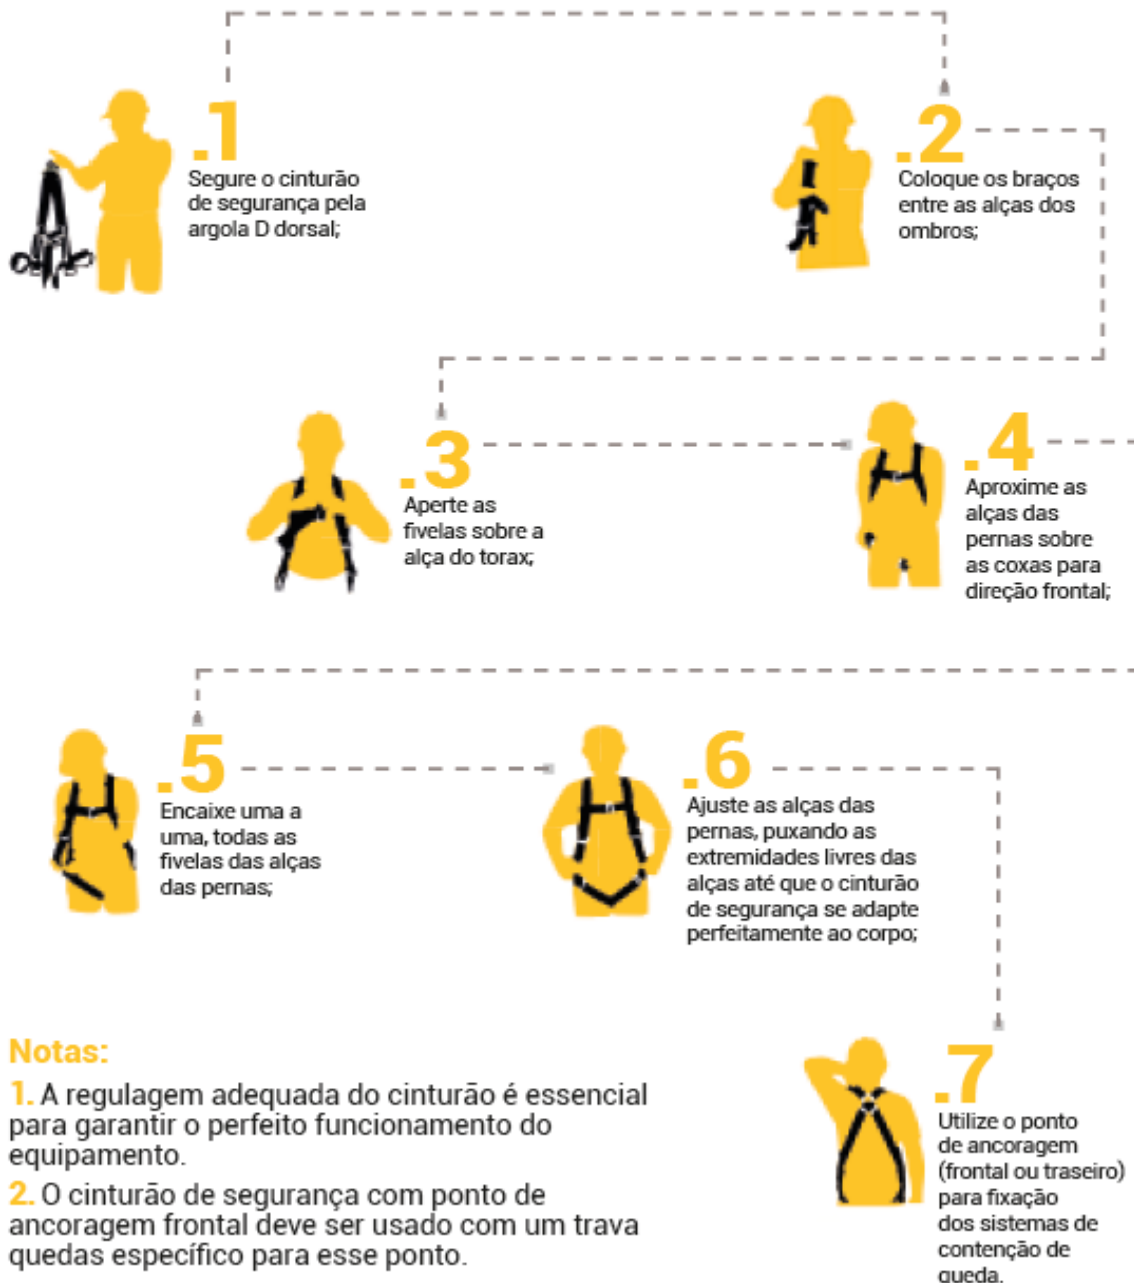 .1
Segure o cinturão
de segurança pela
argola D dorsal;
.2
Coloque os braços
entre as alças dos
ombros;
.3
Aperte as
fivelas sobre a
alça do torax;
.4
Aproxime as
alças das
pernas sobre
as coxas para
direção frontal;
.5
Encaixe uma a
uma, todas as
fivelas das alças
das pernas;
.6
Ajuste as alças das
pernas, puxando as
extremidades livres das
alças até que o cinturão
de segurança se adapte
perfeitamente ao corpo;
.7
Utilize o ponto
de ancoragem
(frontal ou traseiro)
para fixação
dos sistemas de
contenção de
queda.
Notas:
1. A regulagem adequada do cinturão é essencial
para garantir o perfeito funcionamento do
equipamento.
2. O cinturão de segurança com ponto de
ancoragem frontal deve ser usado com um trava
quedas específico para esse ponto.